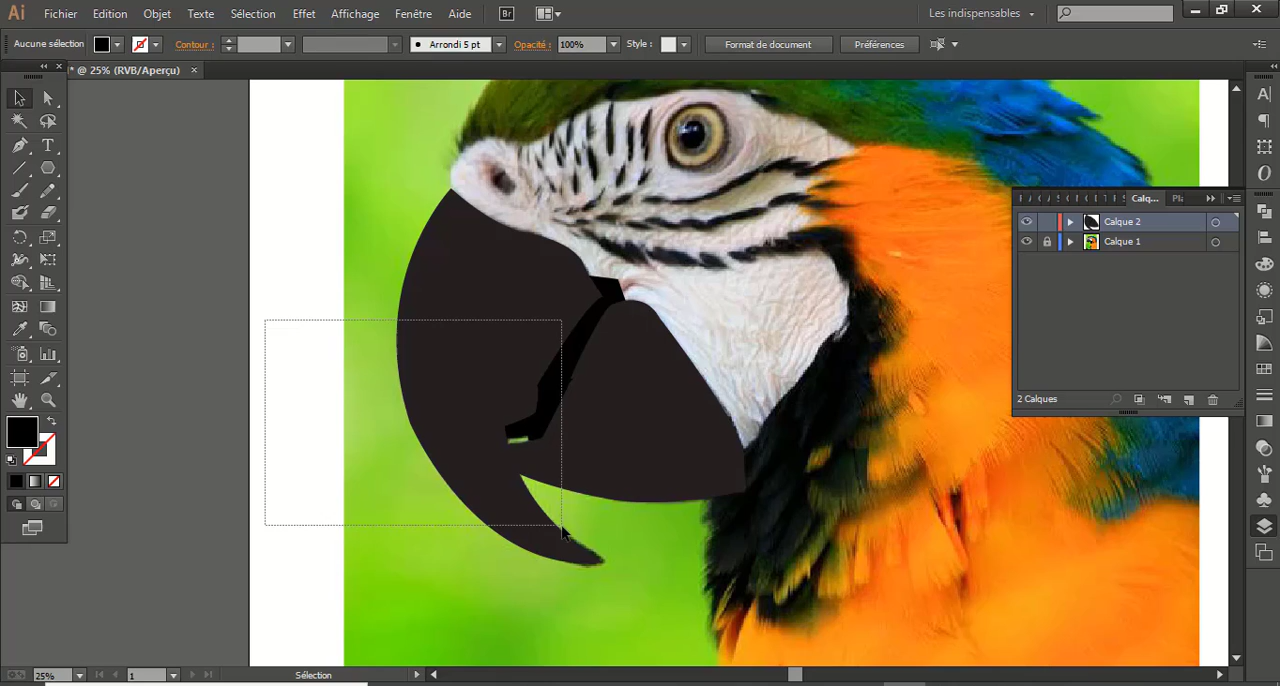 Ai Fichier Edition Objet Texte Sélection Effet Affichage Fenêtre Aide Br Les indispensables
Aucune sélection Contour : Arrondi 5 pt Opacité : 100% Style : Format de document Préférences
* @ 25% (RVB/Aperçu)
Calq...
Calque 2
Calque 1
2 Calques
25% 1 Sélection